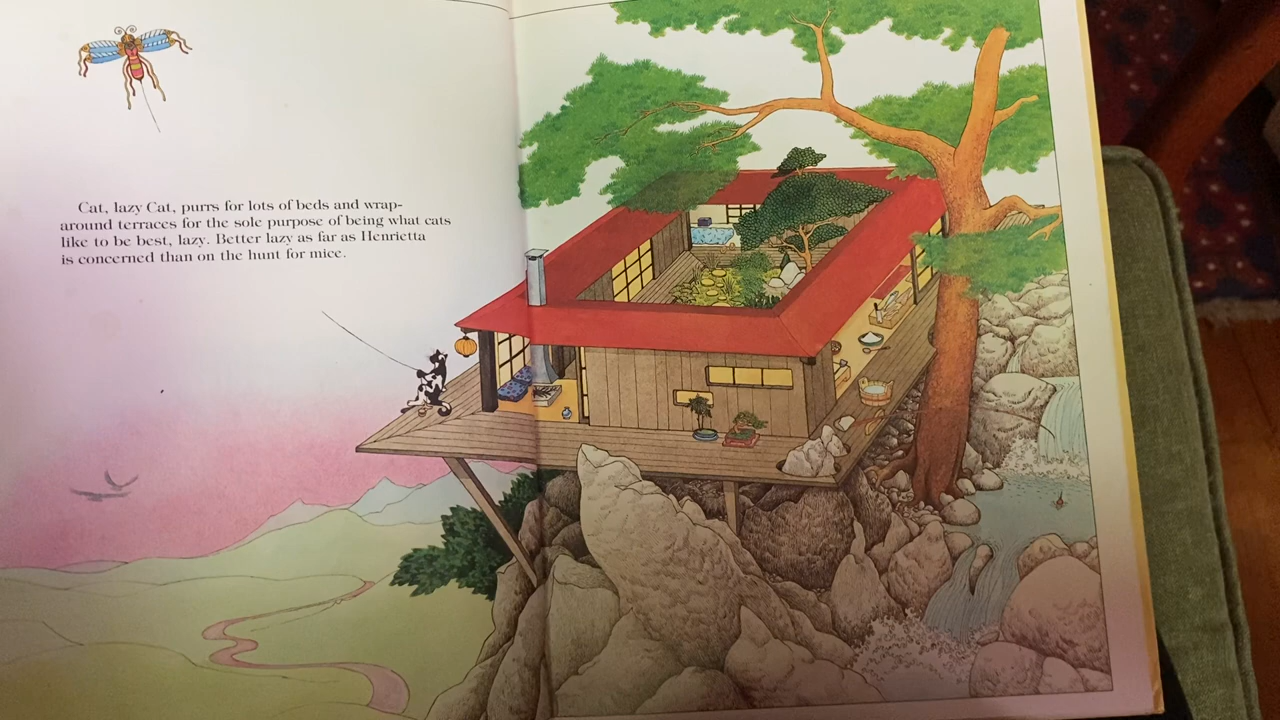 Cat, lazy Cat, purrs for lots of beds and wrap-
around terraces for the sole purpose of being what cats
like to be best, lazy. Better lazy as far as Henrietta
is concerned than on the hunt for mice.